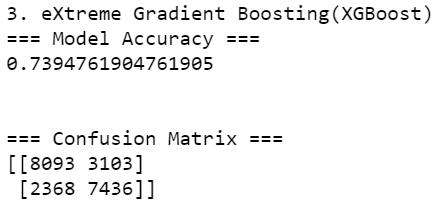 3. eXtreme Gradient Boosting(XGBoost)
=== Model Accuracy ===
0.7394761904761905
=== Confusion Matrix ===
[[8093 3103]
 [2368 7436]]